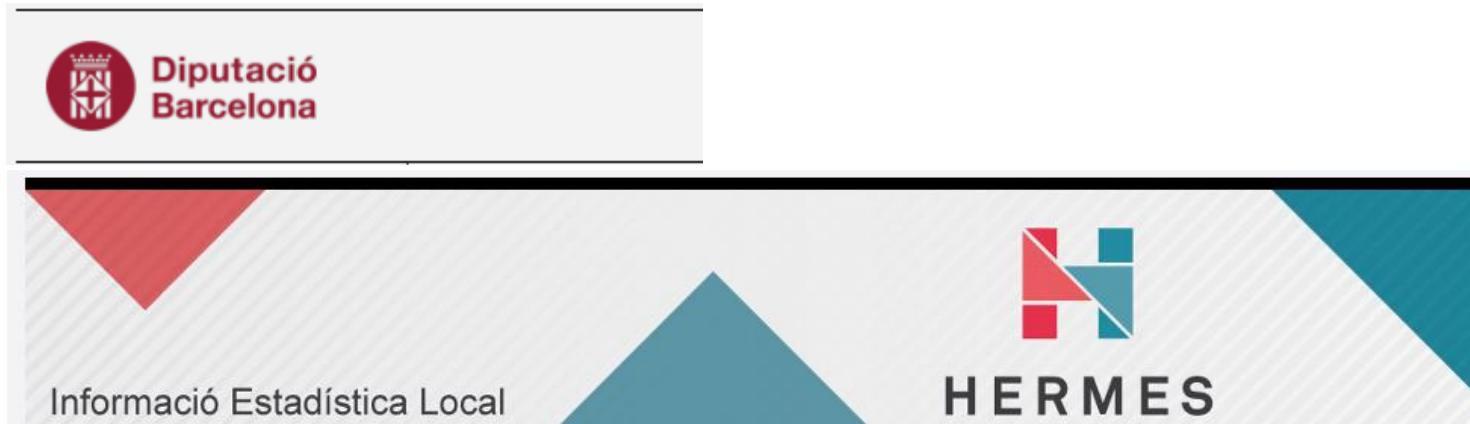 Diputació
Barcelona
Informació Estadística Local
HERMES